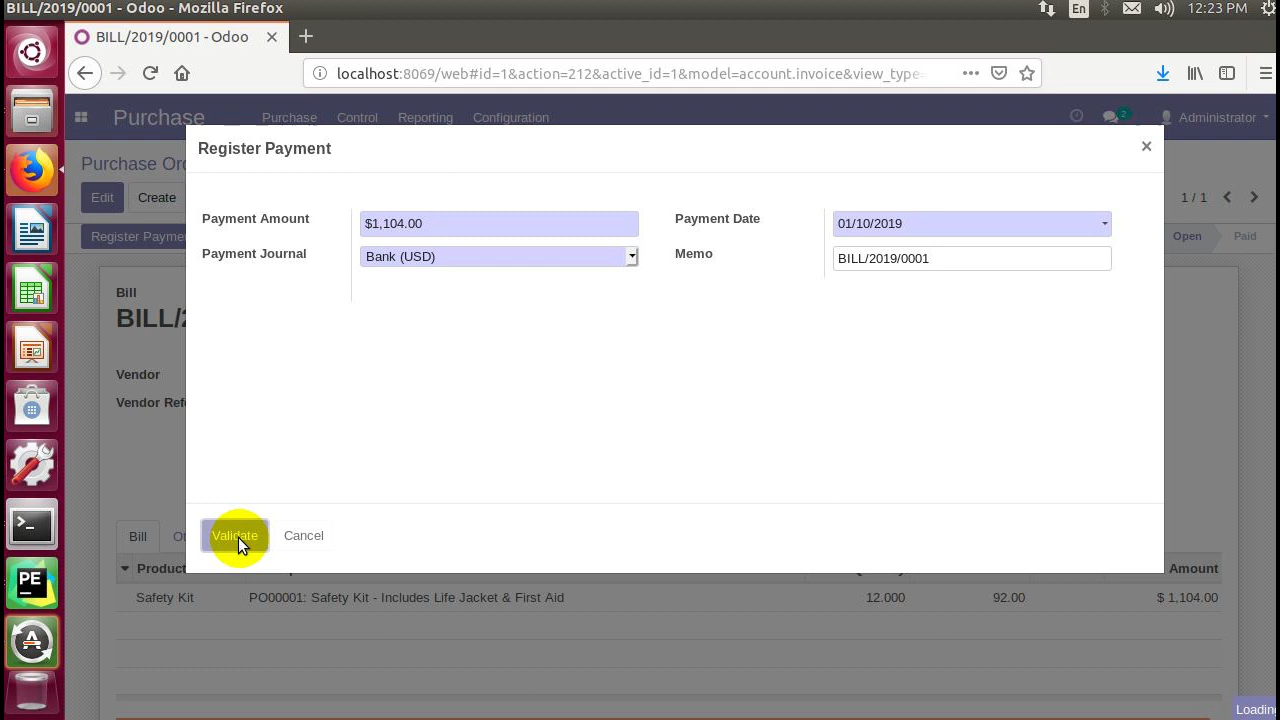 BILL/2019/0001 - Odoo - Mozilla Firefox
En
12:23 PM
BILL/2019/0001 - Odoo
localhost:8069/web#id=1&action=212&active_id=1&model=account.invoice&view_type=
Purchase
Purchase
Control
Reporting
Configuration
2
Administrator
Purchase Or
Edit
Create
1 / 1
Register Payme
Open
Paid
Register Payment
×
Payment Amount
$1,104.00
Payment Date
01/10/2019
Payment Journal
Bank (USD)
Memo
BILL/2019/0001
Bill
BILL/2
Vendor
Vendor Refe
Validate
Cancel
Bill
Ot
Product
Amount
Safety Kit
PO00001: Safety Kit - Includes Life Jacket & First Aid
12.000
92.00
$ 1,104.00
PE
A
Loading